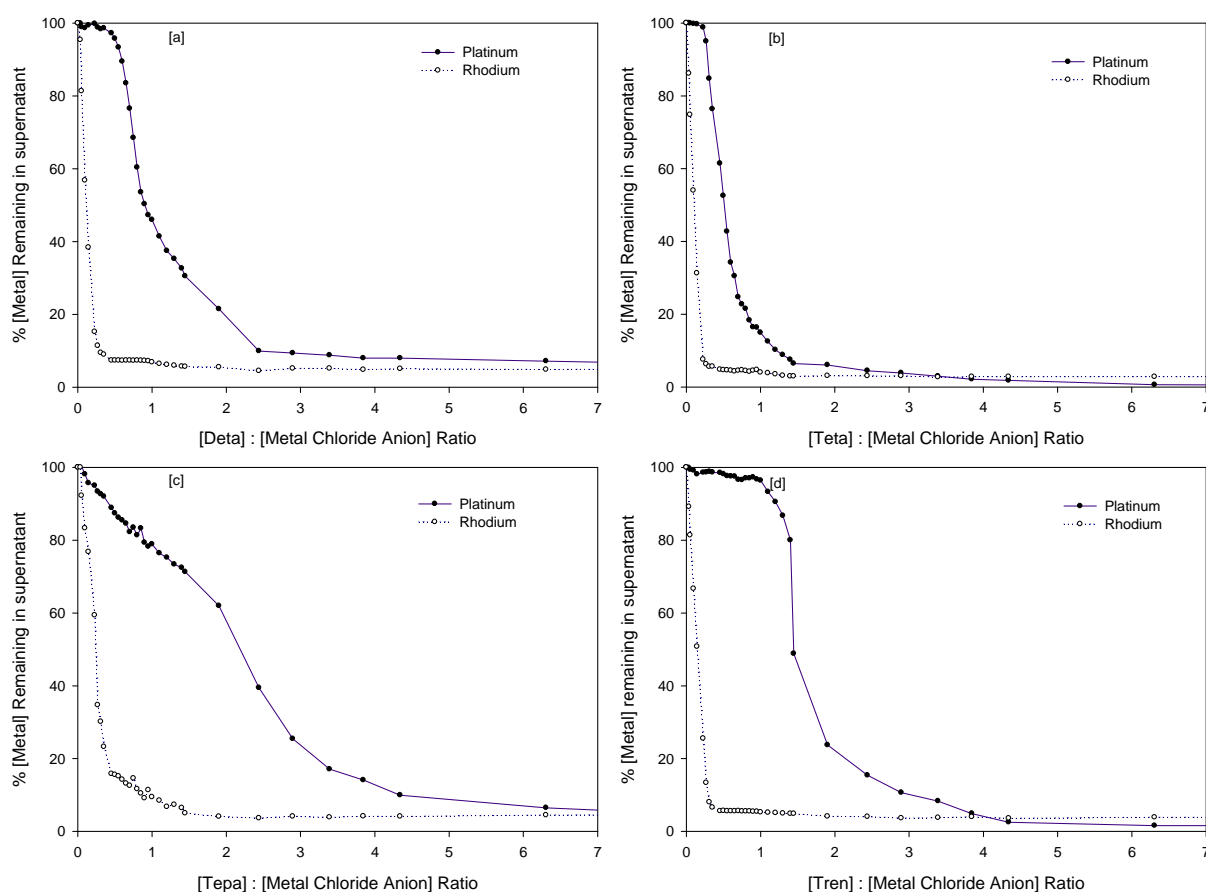 [a]
Platinum
Rhodium
% [Metal] Remaining in supernatant
100
80
60
40
20
0
0 1 2 3 4 5 6 7
[Deta] : [Metal Chloride Anion] Ratio
[b]
Platinum
Rhodium
% [Metal] Remaining in supernatant
100
80
60
40
20
0
0 1 2 3 4 5 6 7
[Teta] : [Metal Chloride Anion] Ratio
[c]
Platinum
Rhodium
% [Metal] Remaining in supernatant
100
80
60
40
20
0
0 1 2 3 4 5 6 7
[Tepa] : [Metal Chloride Anion] Ratio
[d]
Platinum
Rhodium
% [Metal] remaining in supernatant
100
80
60
40
20
0
0 1 2 3 4 5 6 7
[Tren] : [Metal Chloride Anion] Ratio